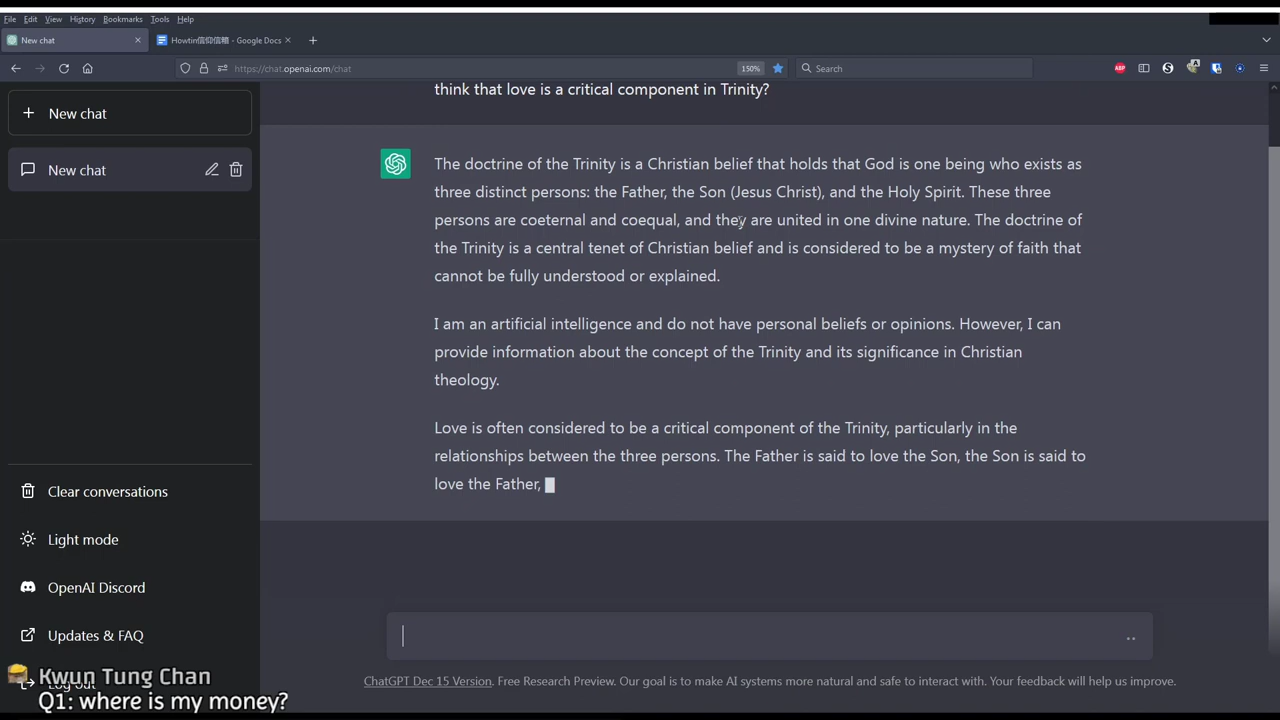 File Edit View History Bookmarks Tools Help
New chat
Howtin信仰信轆 - Google Docs
https://chat.openai.com/chat
150%
Search
ABP
New chat
New chat
Clear conversations
Light mode
OpenAI Discord
Updates & FAQ
Log out
think that love is a critical component in Trinity?
The doctrine of the Trinity is a Christian belief that holds that God is one being who exists as
three distinct persons: the Father, the Son (Jesus Christ), and the Holy Spirit. These three
persons are coeternal and coequal, and they are united in one divine nature. The doctrine of
the Trinity is a central tenet of Christian belief and is considered to be a mystery of faith that
cannot be fully understood or explained.
I am an artificial intelligence and do not have personal beliefs or opinions. However, I can
provide information about the concept of the Trinity and its significance in Christian
theology.
Love is often considered to be a critical component of the Trinity, particularly in the
relationships between the three persons. The Father is said to love the Son, the Son is said to
love the Father,
ChatGPT Dec 15 Version. Free Research Preview. Our goal is to make AI systems more natural and safe to interact with. Your feedback will help us improve.
Kwun Tung Chan
Q1: where is my money?